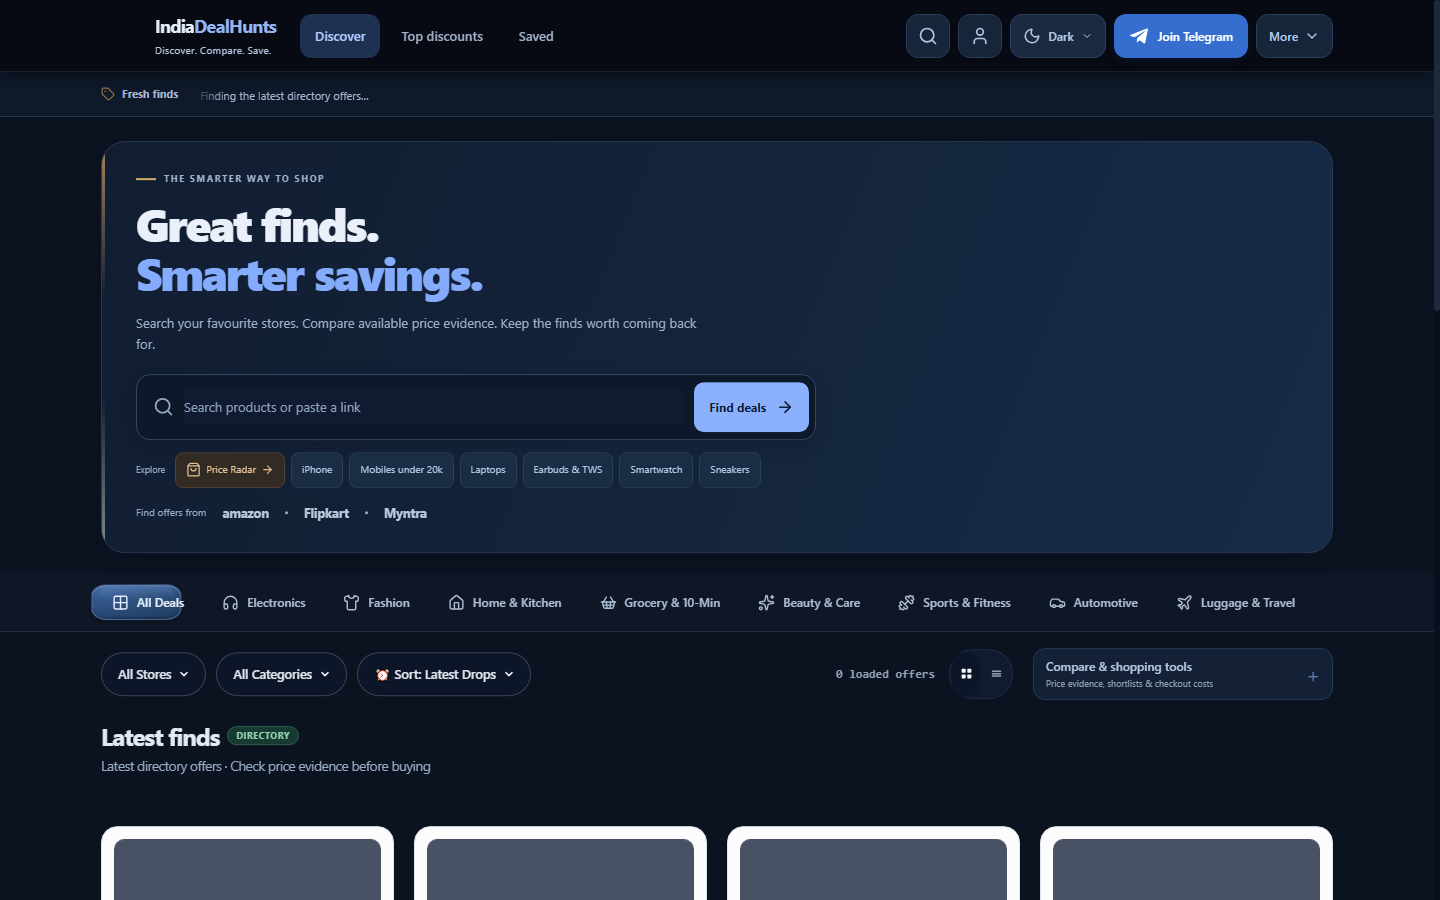 IndiaDealHunts
Discover. Compare. Save.
Discover
Top discounts
Saved
Dark
Join Telegram
More
Fresh finds
Finding the latest directory offers...
THE SMARTER WAY TO SHOP
Great finds.
Smarter savings.
Search your favourite stores. Compare available price evidence. Keep the finds worth coming back
for.
Search products or paste a link
Find deals
Explore
Price Radar
iPhone
Mobiles under 20k
Laptops
Earbuds & TWS
Smartwatch
Sneakers
Find offers from
amazon • Flipkart • Myntra
All Deals
Electronics
Fashion
Home & Kitchen
Grocery & 10-Min
Beauty & Care
Sports & Fitness
Automotive
Luggage & Travel
All Stores
All Categories
Sort: Latest Drops
0 loaded offers
Compare & shopping tools
Price evidence, shortlists & checkout costs
Latest finds
DIRECTORY
Latest directory offers · Check price evidence before buying